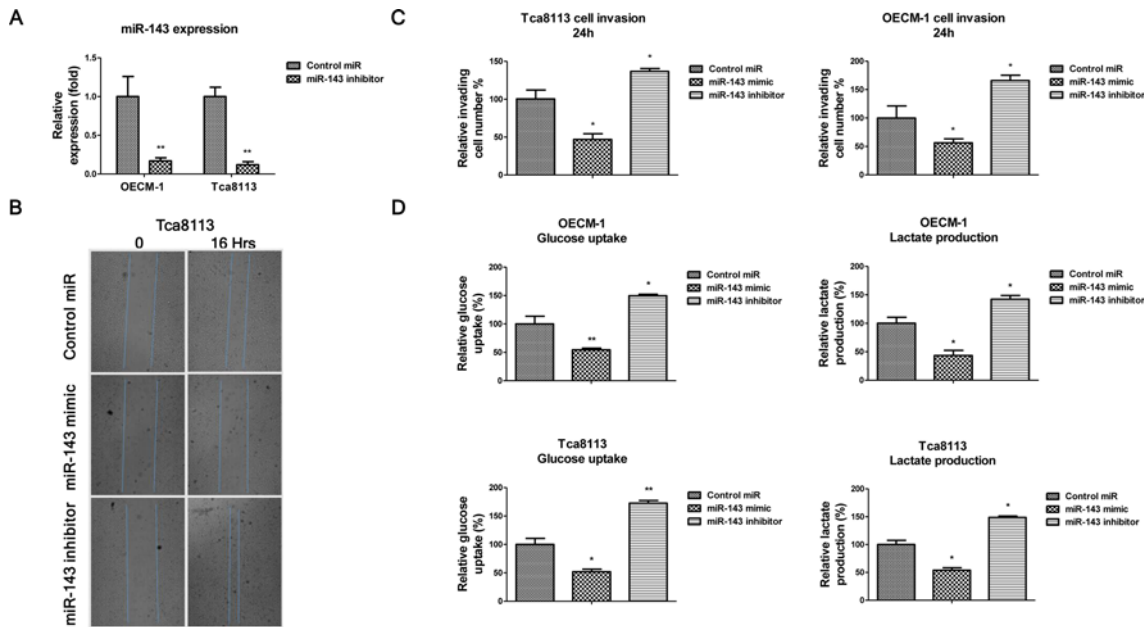 A
miR-143 expression
Relative
expression (fold)
1.5
1.0
0.5
0.0
**
**
OECM-1
Tca8113
Control miR
miR-143 inhibitor
B
Tca8113
0
16 Hrs
Control miR
miR-143 mimic
miR-143 inhibitor
C
Tca8113 cell invasion
24h
Relative invading
cell number %
150
100
50
0
*
*
Control miR
miR-143 mimic
miR-143 inhibitor
OECM-1 cell invasion
24h
Relative invading
cell number %
200
150
100
50
0
*
*
Control miR
miR-143 mimic
miR-143 inhibitor
D
OECM-1
Glucose uptake
Relative glucose
uptake (%)
200
150
100
50
0
**
*
Control miR
miR-143 mimic
miR-143 inhibitor
OECM-1
Lactate production
Relative lactate
production (%)
200
150
100
50
0
*
*
Control miR
miR-143 mimic
miR-143 inhibitor
Tca8113
Glucose uptake
Relative glucose
uptake (%)
200
150
100
50
0
*
**
Control miR
miR-143 mimic
miR-143 inhibitor
Tca8113
Lactate production
Relative lactate
production (%)
200
150
100
50
0
*
*
Control miR
miR-143 mimic
miR-143 inhibitor